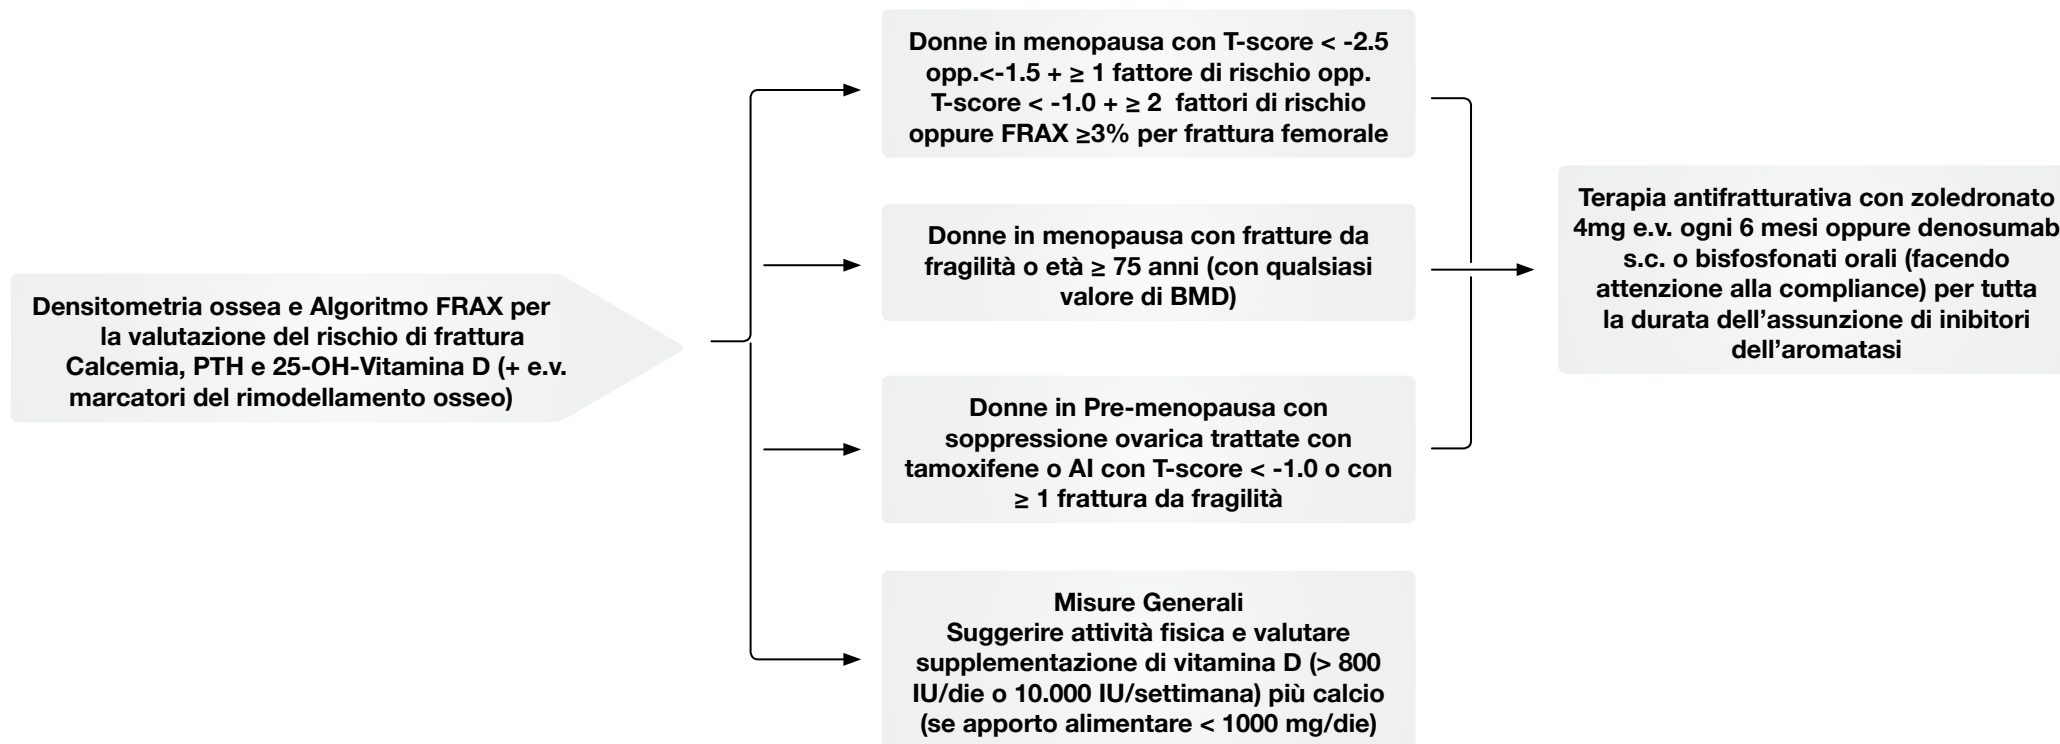 Densitometria ossea e Algoritmo FRAX per
la valutazione del rischio di frattura
Calcemia, PTH e 25-OH-Vitamina D (+ e.v.
marcatori del rimodellamento osseo)
Donne in menopausa con T-score < -2.5
opp.<-1.5 + ≥ 1 fattore di rischio opp.
T-score < -1.0 + ≥ 2 fattori di rischio
oppure FRAX ≥3% per frattura femorale
Donne in menopausa con fratture da
fragilità o età ≥ 75 anni (con qualsiasi
valore di BMD)
Donne in Pre-menopausa con
soppressione ovarica trattate con
tamoxifene o AI con T-score < -1.0 o con
≥ 1 frattura da fragilità
Misure Generali
Suggerire attività fisica e valutare
supplementazione di vitamina D (> 800
IU/die o 10.000 IU/settimana) più calcio
(se apporto alimentare < 1000 mg/die)
Terapia antifratturativa con zoledronato
4mg e.v. ogni 6 mesi oppure denosumab
s.c. o bisfosfonati orali (facendo
attenzione alla compliance) per tutta
la durata dell'assunzione di inibitori
dell'aromatasi